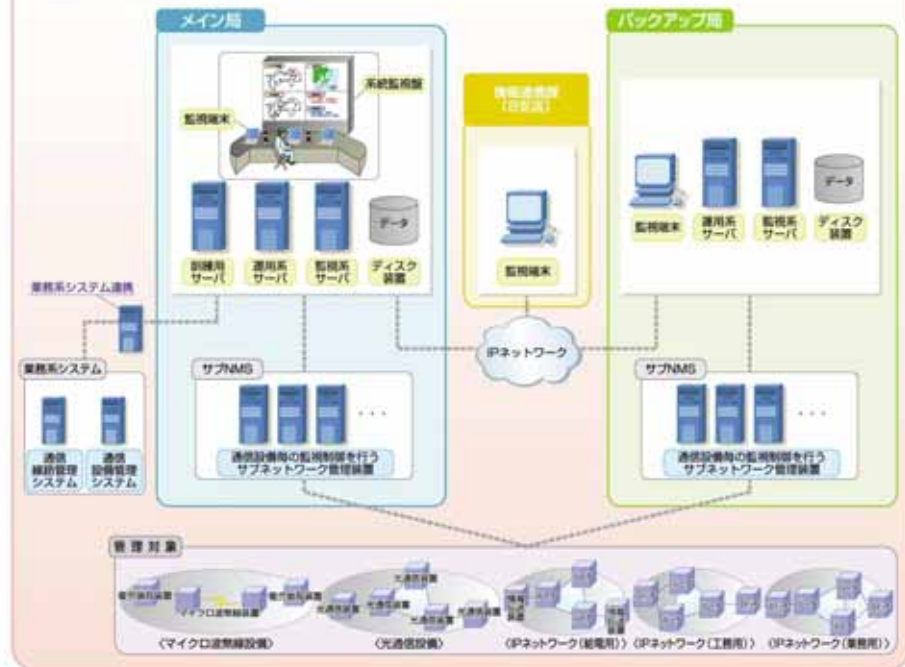 メイン局
系統監視盤
監視端末
データ
訓練用
サーバ
運用系
サーバ
監視系
サーバ
ディスク
装置
業務系システム連携
業務系システム
通信
通信
設備管理
システム
システム
サブNMS
・・・
通信設備毎の監視制御を行う
サブネットワーク管理装置
監視端末
IPネットワーク
バックアップ局
監視端末
運用系
サーバ
監視系
サーバ
データ
ディスク
装置
サブNMS
・・・
通信設備毎の監視制御を行う
サブネットワーク管理装置
管理対象
マイクロ波無線装置
〈マイクロ波無線設備〉
光通信装置
光通信装置
光通信装置
光通信装置
光通信装置
〈光通信設備〉
〈IPネットワーク(給電用)〉
〈IPネットワーク(工務用)〉
〈IPネットワーク(業務用)〉